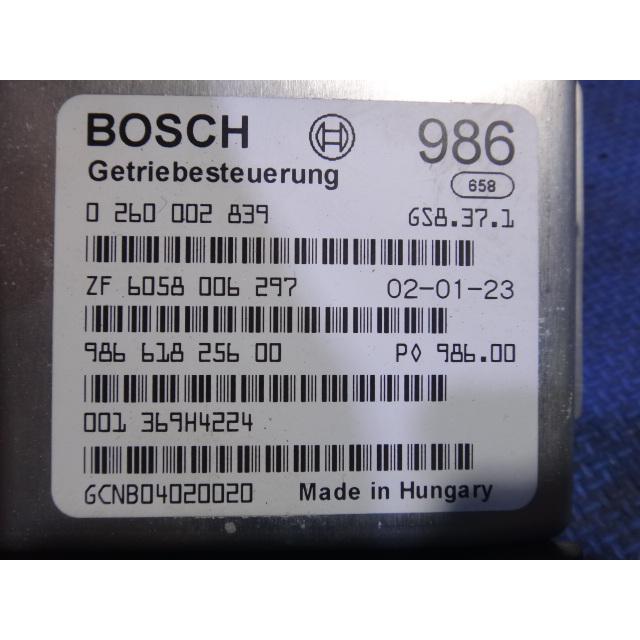 BOSCH 986
Getriebesteuerung 658
0 260 002 839 GS8.37.1
ZF 6058 006 297 02-01-23
986 618 256 00 P◊ 986.00
001 369H4224
GCNB04020020 Made in Hungary